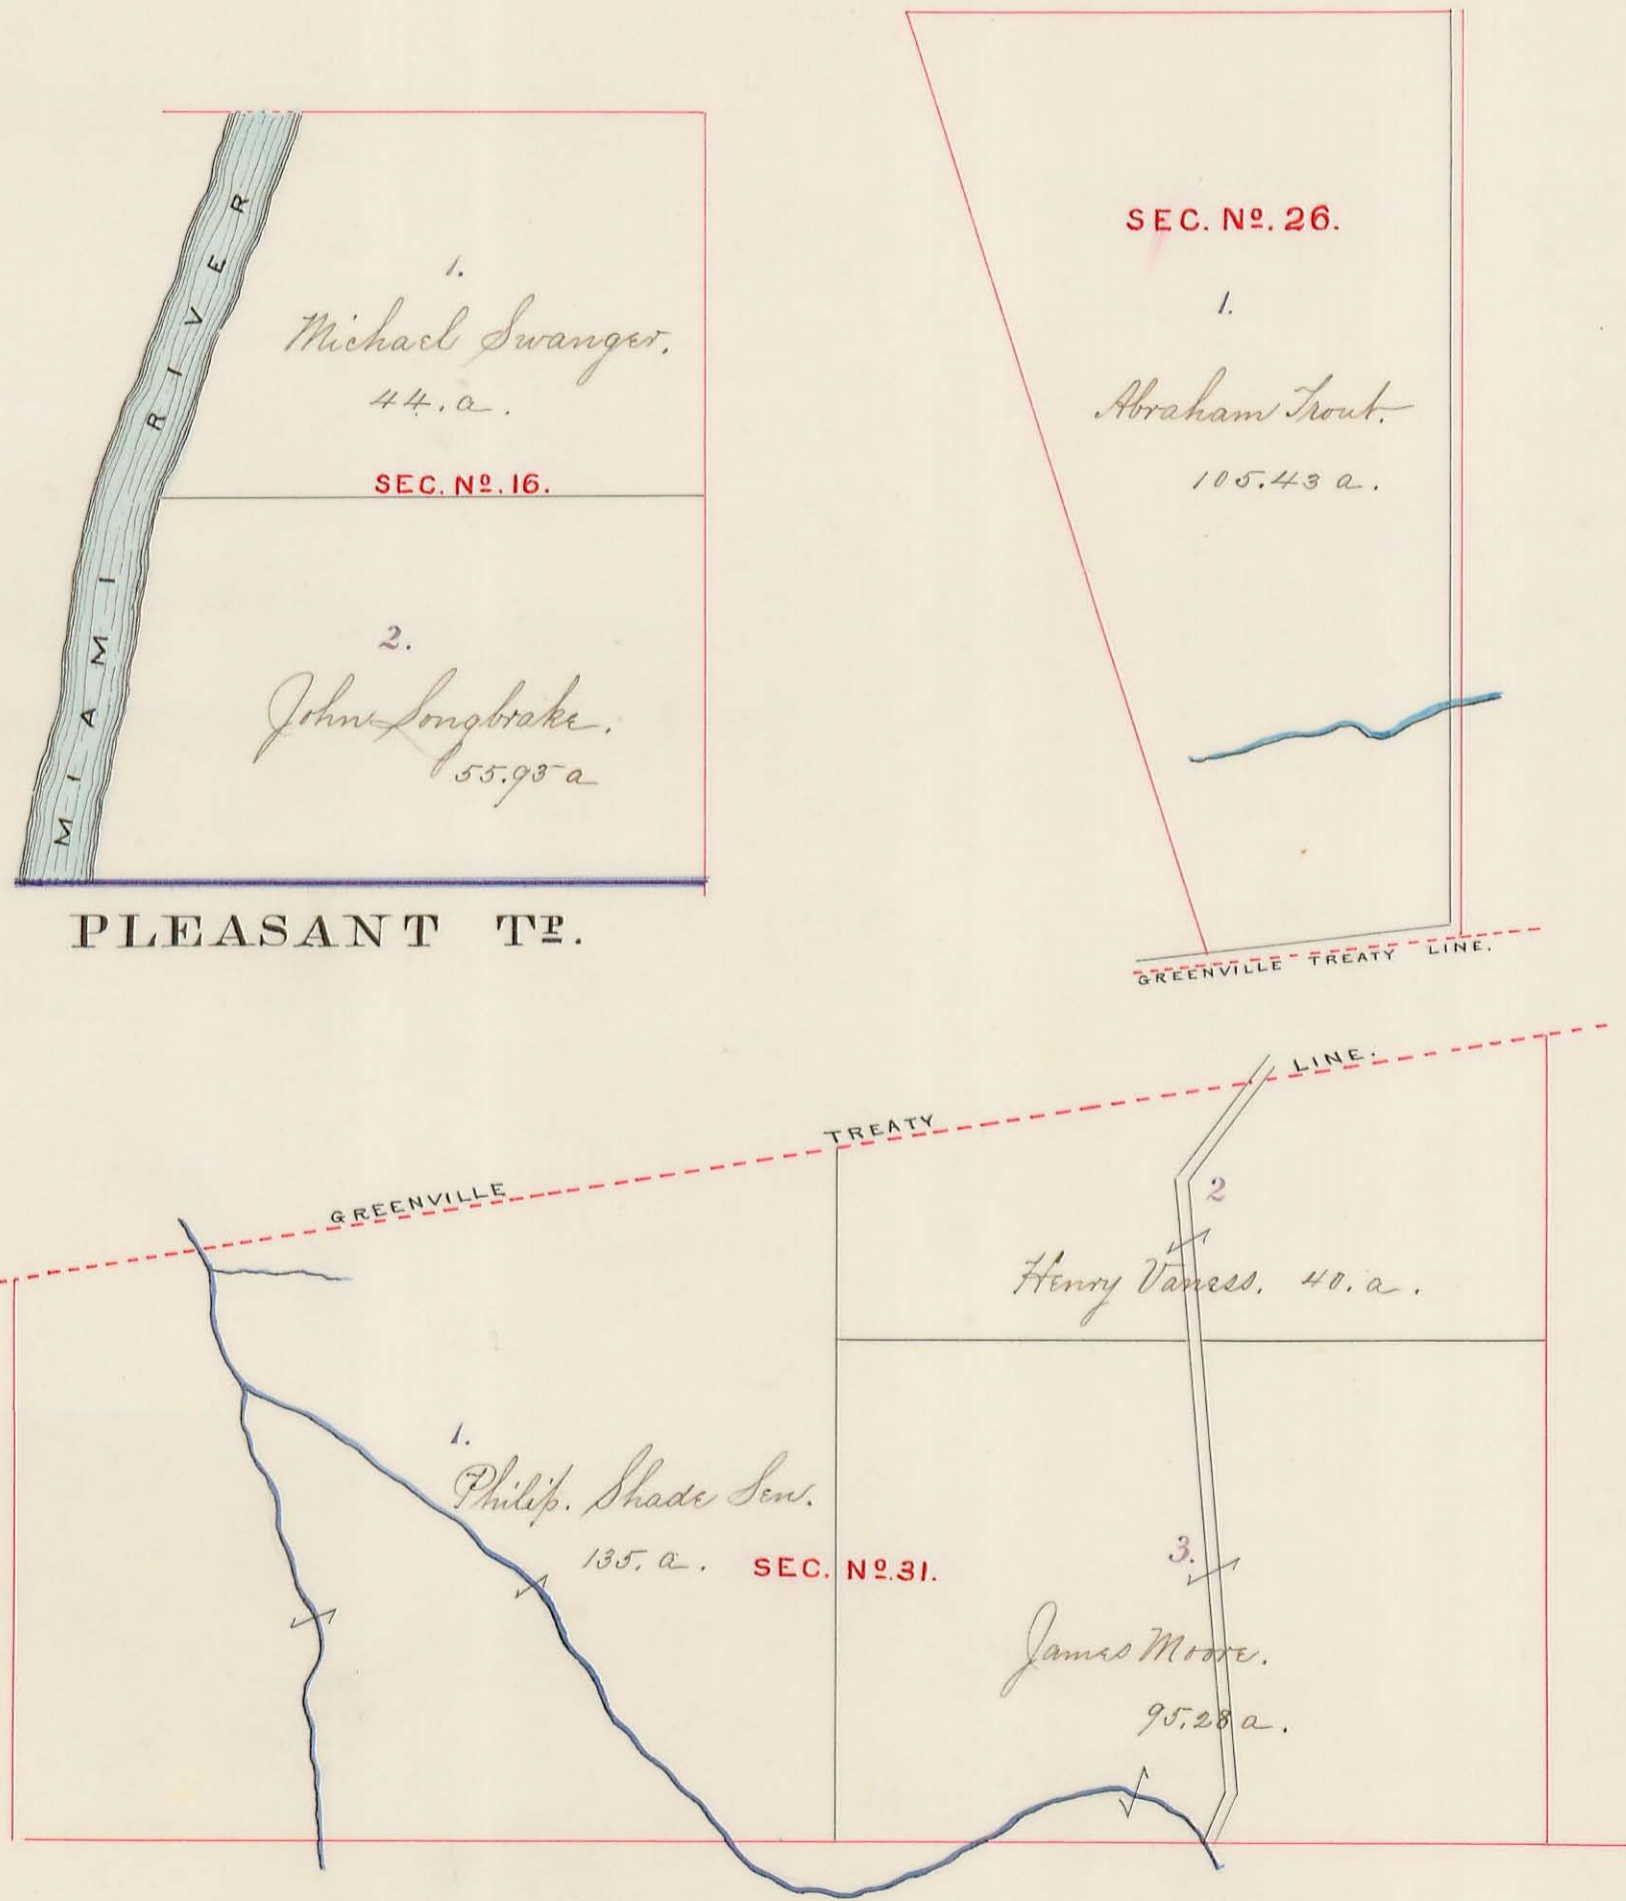 MIAMI RIVER
1.
Michael Swanger.
44.a.
SEC. Nº. 16.
2.
John Longbrake.
55.95 a
PLEASANT Tᴾ.
SEC. Nº. 26.
1.
Abraham Trout.
105.43 a.
GREENVILLE TREATY LINE.
GREENVILLE TREATY LINE.
2
Henry Vaness. 40.a.
1.
Philip. Shade Sen.
135. a.
SEC. Nº. 31.
3.
James Moore.
95.28 a.